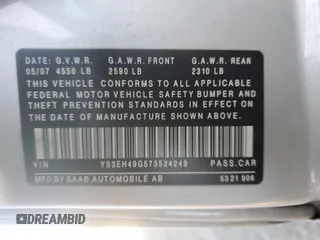 DATE: G.V.W.R. G.A.W.R. FRONT G.A.W.R. REAR
05/07 4550 LB 2590 LB 2310 LB
THIS VEHICLE CONFORMS TO ALL APPLICABLE
FEDERAL MOTOR VEHICLE SAFETY BUMPER AND
THEFT PREVENTION STANDARDS IN EFFECT ON THE
DATE OF MANUFACTURE SHOWN ABOVE.
VIN YS3EH49G573524249 PASS.CAR
MFD BY SAAB AUTOMOBILE AB 5321906
© DREAMBID DREAMBID.COM